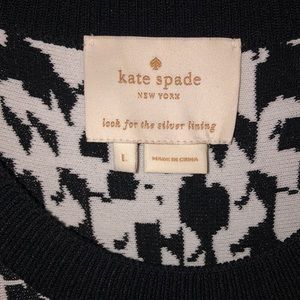 kate spade
NEW YORK
look for the silver lining
L
MADE IN CHINA